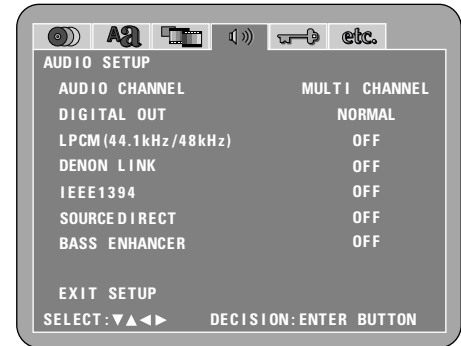 Aa etc.
AUDIO SETUP
AUDIO CHANNEL MULTI CHANNEL
DIGITAL OUT NORMAL
LPCM (44.1kHz/48kHz) OFF
DENON LINK OFF
IEEE1394 OFF
SOURCE DIRECT OFF
BASS ENHANCER OFF
EXIT SETUP
SELECT:▼▲◀▶ DECISION:ENTER BUTTON